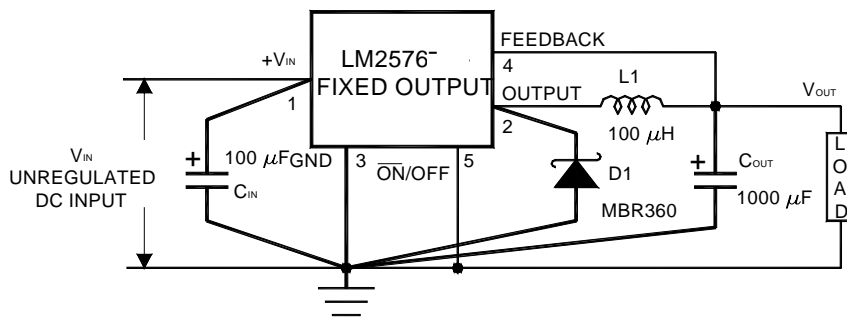 FEEDBACK
LM2576-
+VIN
4
L1
FIXED OUTPUT
OUTPUT
VOUT
1
2
100 µH
VIN
UNREGULATED
DC INPUT
+
100 µF
GND
3
ON/OFF
5
CIN
D1
MBR360
+
COUT
1000 µF
LOAD